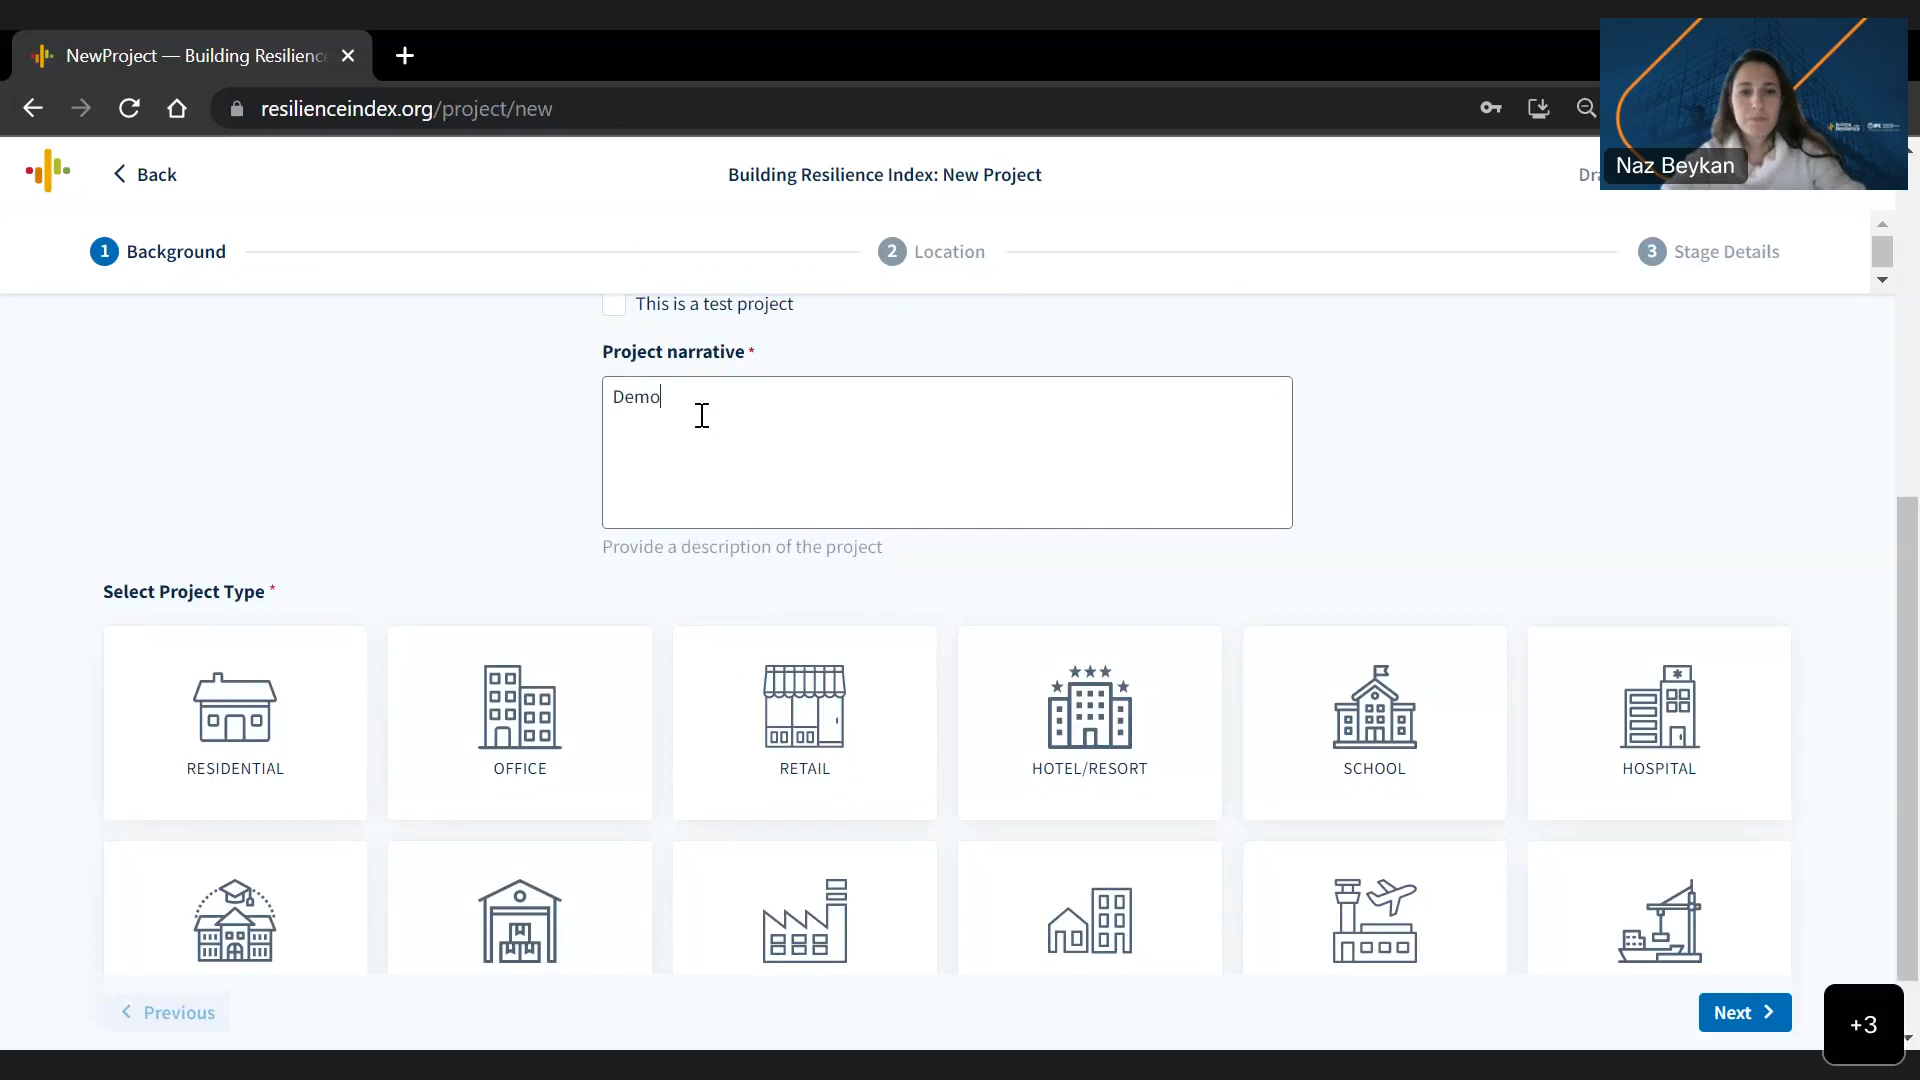 NewProject — Building Resilienc
resilienceindex.org/project/new
Naz Beykan
Back
Building Resilience Index: New Project
1 Background
2 Location
3 Stage Details
This is a test project
Project narrative *
Demo
Provide a description of the project
Select Project Type *
RESIDENTIAL
OFFICE
RETAIL
HOTEL/RESORT
SCHOOL
HOSPITAL
Previous
Next
+3